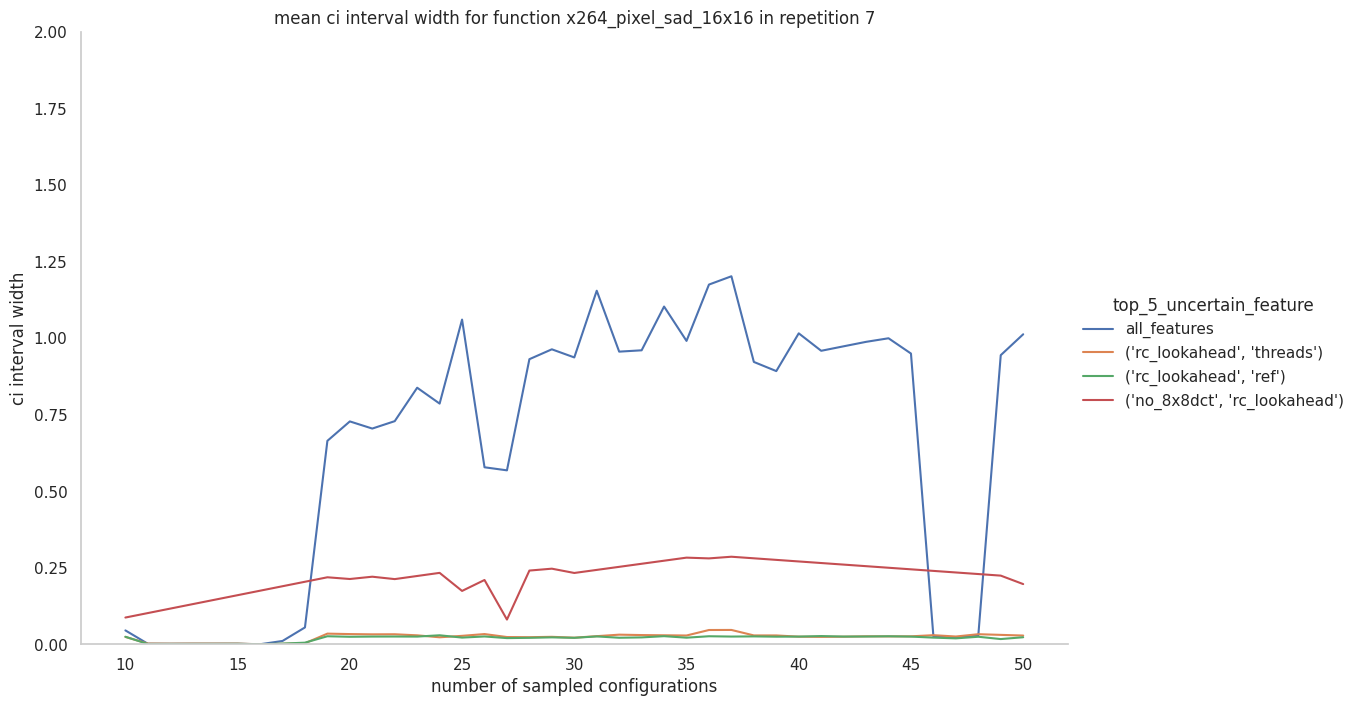 mean ci interval width for function x264_pixel_sad_16x16 in repetition 7
2.00
1.75
1.50
1.25
1.00
0.75
0.50
0.25
0.00
ci interval width
10
15
20
25
30
35
40
45
50
number of sampled configurations
top_5_uncertain_feature
all_features
('rc_lookahead', 'threads')
('rc_lookahead', 'ref')
('no_8x8dct', 'rc_lookahead')